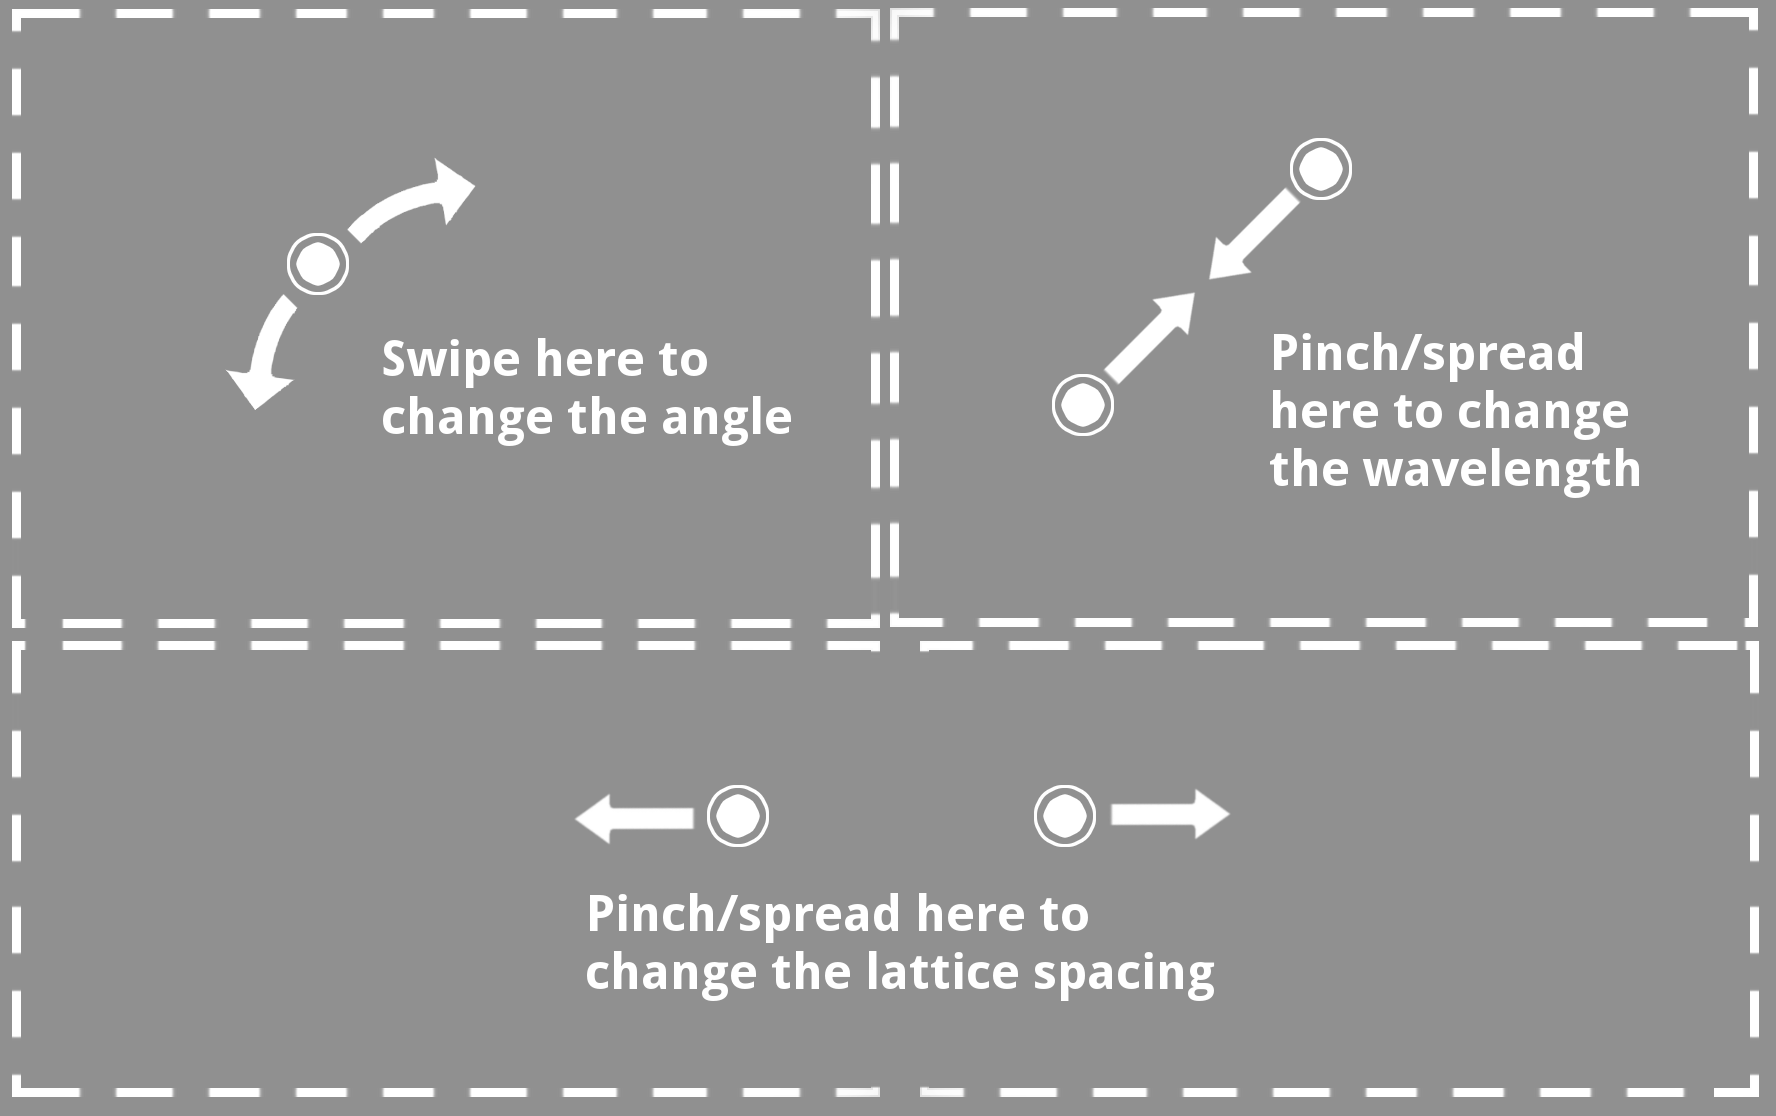 Swipe here to
change the angle
Pinch/spread
here to change
the wavelength
Pinch/spread here to
change the lattice spacing